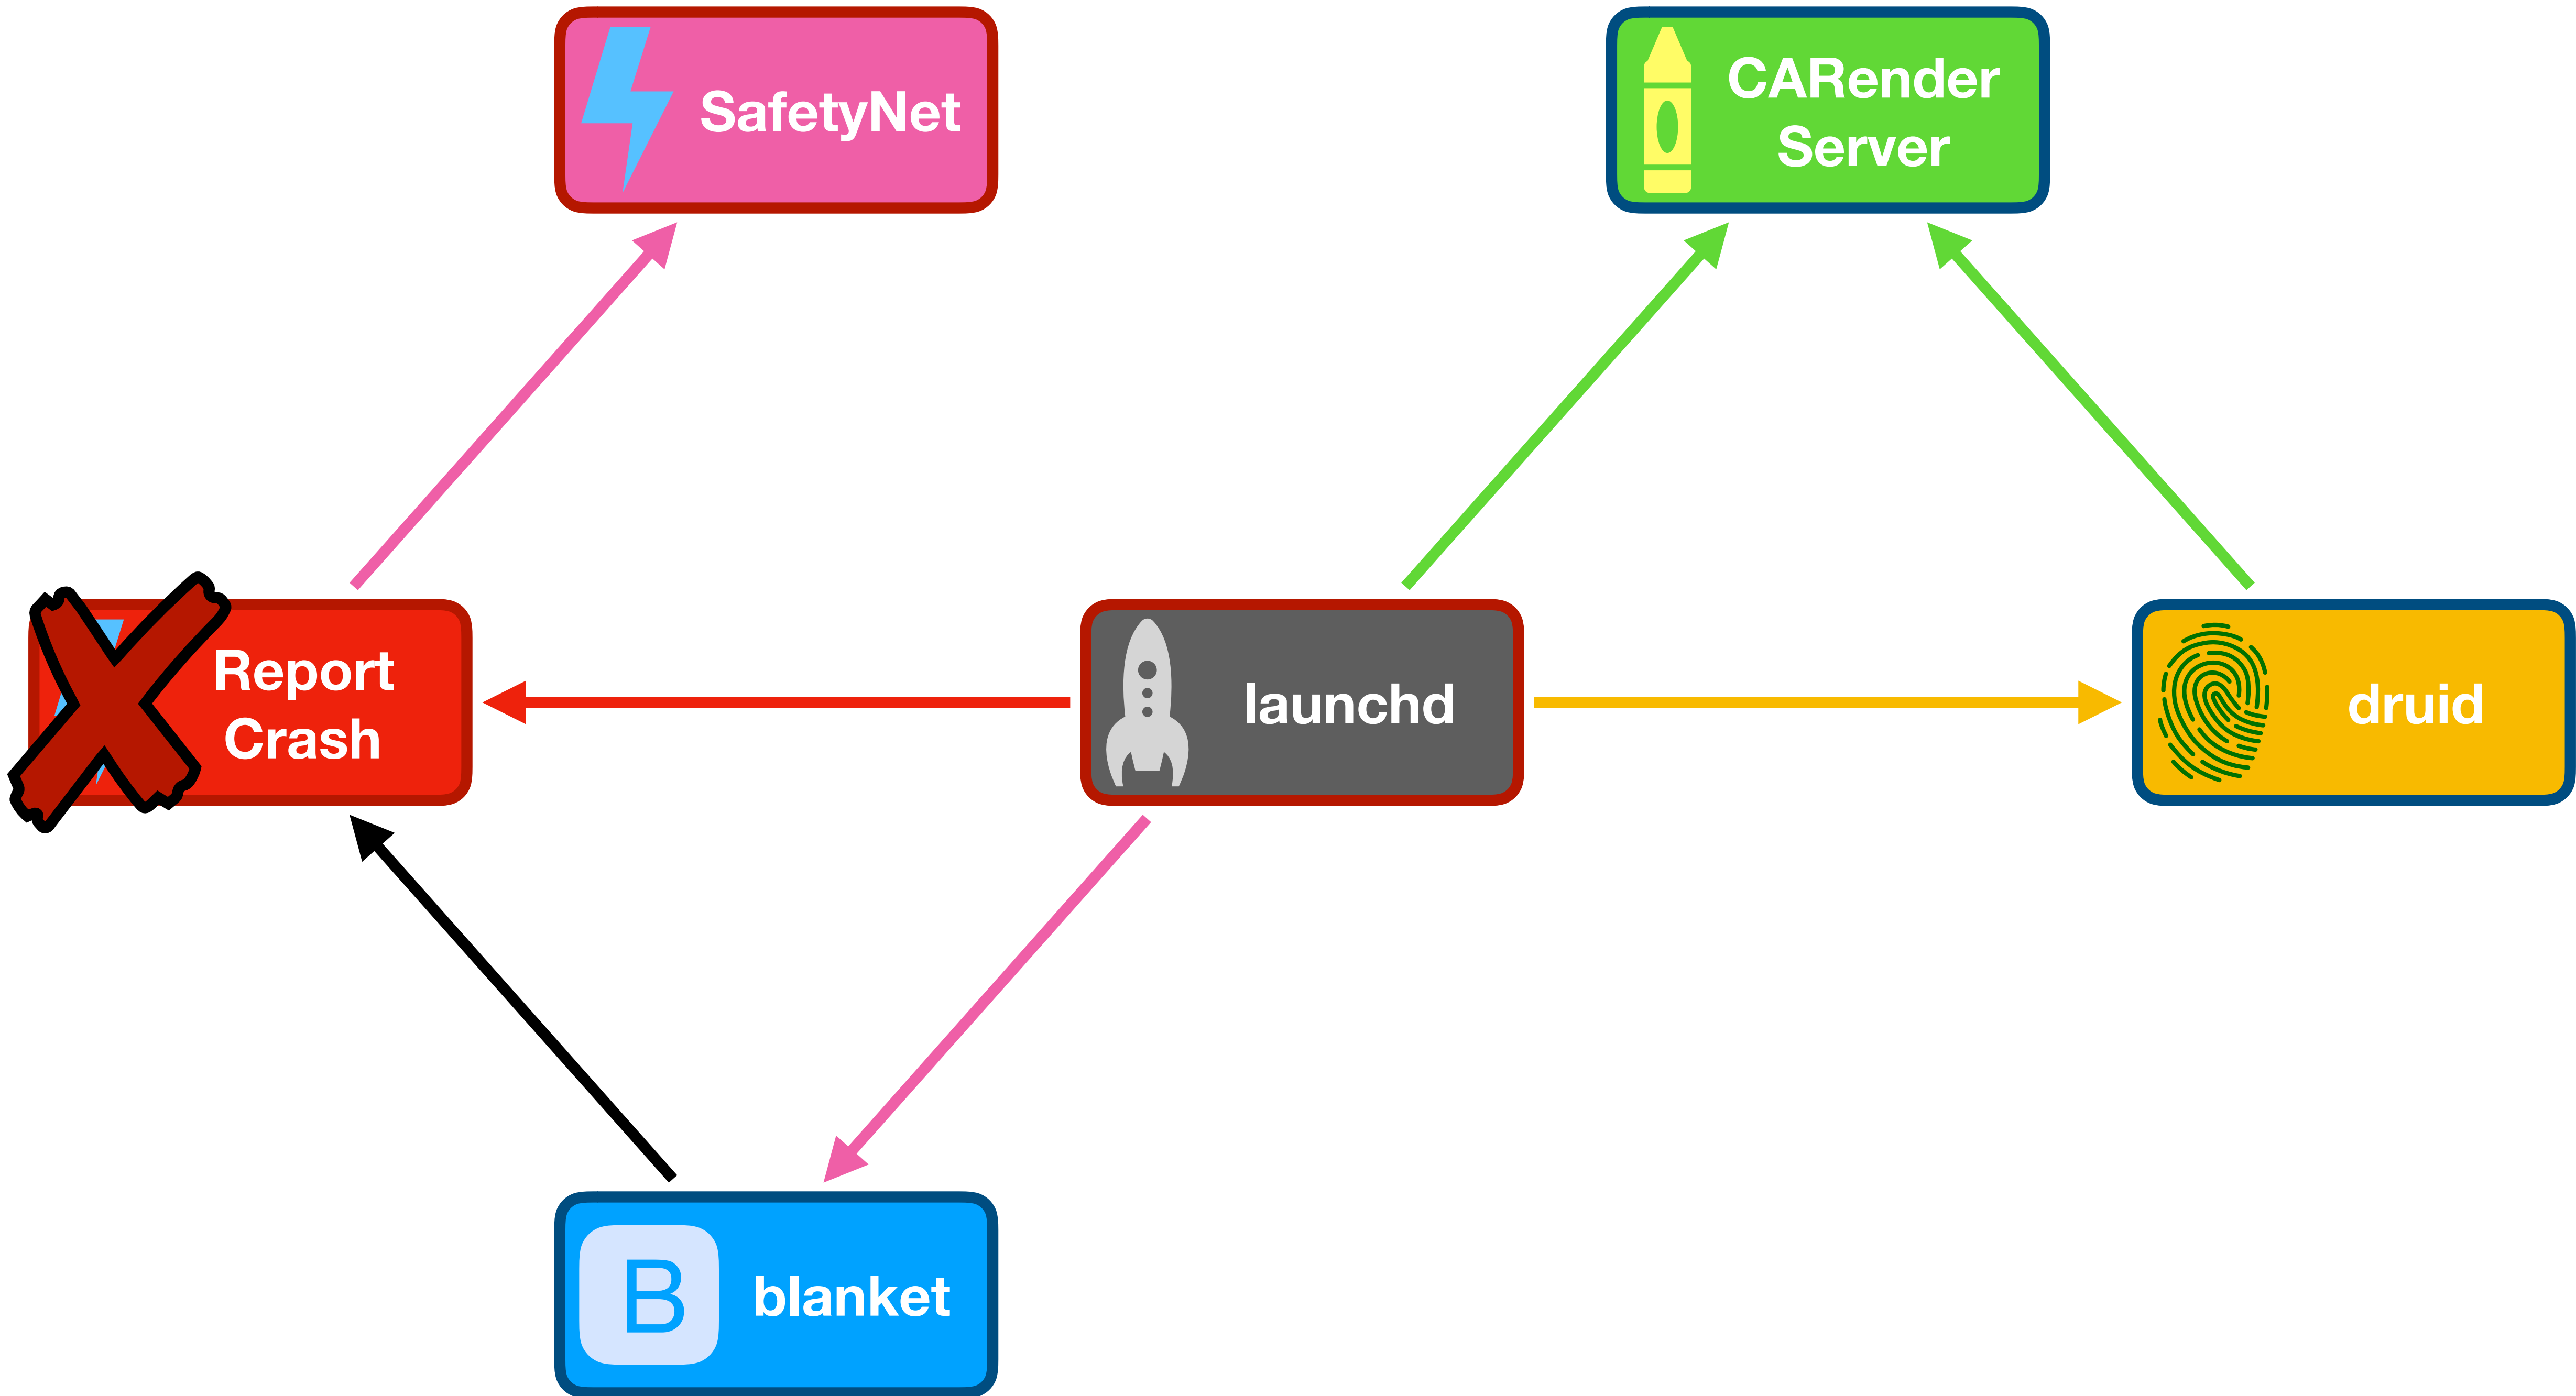 SafetyNet
CARender
Server
Report
Crash
launchd
druid
B
blanket